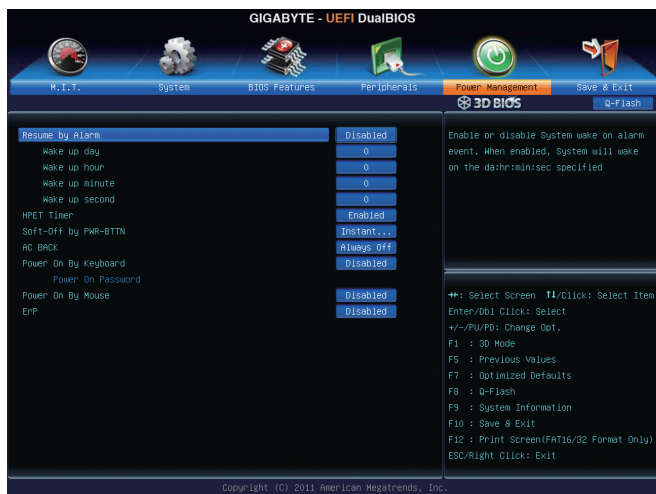 GIGABYTE - UEFI DualBIOS
M.I.T. System BIOS Features Peripherals Power Management Save & Exit
3D BIOS Q-Flash
Resume by Alarm Disabled
Wake up day 0
Wake up hour 0
Wake up minute 0
Wake up second 0
HPET Timer Enabled
Soft-Off by PWR-BTTN Instant...
AC BACK Always Off
Power On By Keyboard Disabled
Power On Password
Power On By Mouse Disabled
ErP Disabled
Enable or disable System wake on alarm
event. When enabled, System will wake
on the da:hr:min:sec specified
→←: Select Screen ↑↓/Click: Select Item
Enter/Dbl Click: Select
+/-/PU/PD: Change Opt.
F1 : 3D Mode
F5 : Previous Values
F7 : Optimized Defaults
F8 : Q-Flash
F9 : System Information
F10 : Save & Exit
F12 : Print Screen(FAT16/32 Format Only)
ESC/Right Click: Exit
Copyright (C) 2011 American Megatrends, Inc.